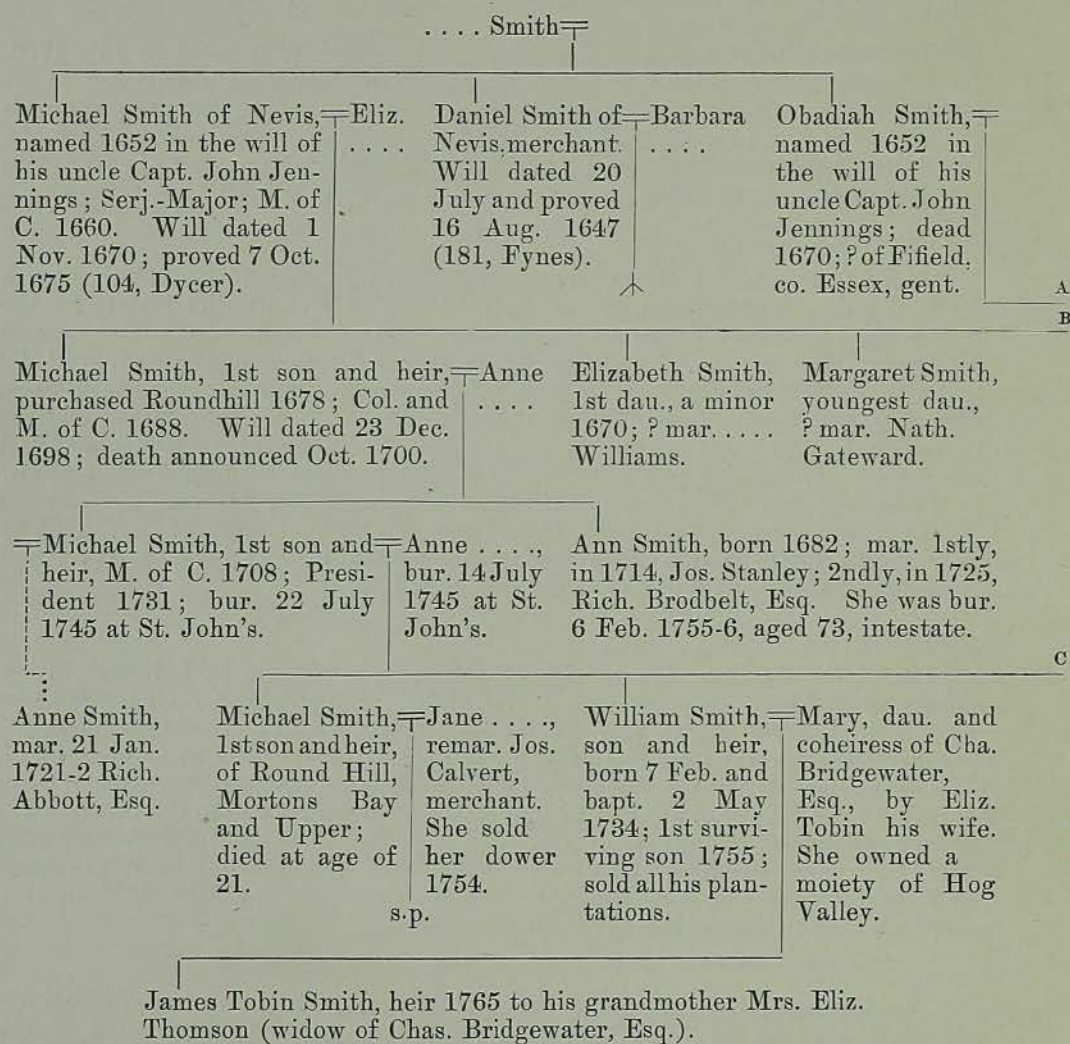 . . . . Smith
Michael Smith of Nevis,
named 1652 in the will of
his uncle Capt. John Jen-
nings ; Serj.-Major; M. of
C. 1660. Will dated 1
Nov. 1670 ; proved 7 Oct.
1675 (104, Dycer).
Eliz.
. . . .
Daniel Smith of
Nevis, merchant.
Will dated 20
July and proved
16 Aug. 1647
(181, Fynes).
Barbara
. . . .
Obadiah Smith,
named 1652 in
the will of his
uncle Capt. John
Jennings ; dead
1670; ? of Fifield,
co. Essex, gent.
A
B
Michael Smith, 1st son and heir,
purchased Roundhill 1678 ; Col. and
M. of C. 1688. Will dated 23 Dec.
1698 ; death announced Oct. 1700.
Anne
. . . .
Elizabeth Smith,
1st dau., a minor
1670; ? mar. . . . .
Williams.
Margaret Smith,
youngest dau.,
? mar. Nath.
Gateward.
Michael Smith, 1st son and
heir, M. of C. 1708 ; Presi-
dent 1731 ; bur. 22 July
1745 at St. John's.
Anne . . . .,
bur. 14 July
1745 at St.
John's.
Ann Smith, born 1682 ; mar. 1stly,
in 1714, Jos. Stanley; 2ndly, in 1725,
Rich. Brodbelt, Esq. She was bur.
6 Feb. 1755-6, aged 73, intestate.
C
Anne Smith,
mar. 21 Jan.
1721-2 Rich.
Abbott, Esq.
Michael Smith,
1st son and heir,
of Round Hill,
Mortons Bay
and Upper ;
died at age of
21.
Jane . . . .,
remar. Jos.
Calvert,
merchant.
She sold
her dower
1754.
s.p.
William Smith,
son and heir,
born 7 Feb. and
bapt. 2 May
1734; 1st survi-
ving son 1755 ;
sold all his plan-
tations.
Mary, dau. and
coheiress of Cha.
Bridgewater,
Esq., by Eliz.
Tobin his wife.
She owned a
moiety of Hog
Valley.
James Tobin Smith, heir 1765 to his grandmother Mrs. Eliz.
Thomson (widow of Chas. Bridgewater, Esq.).